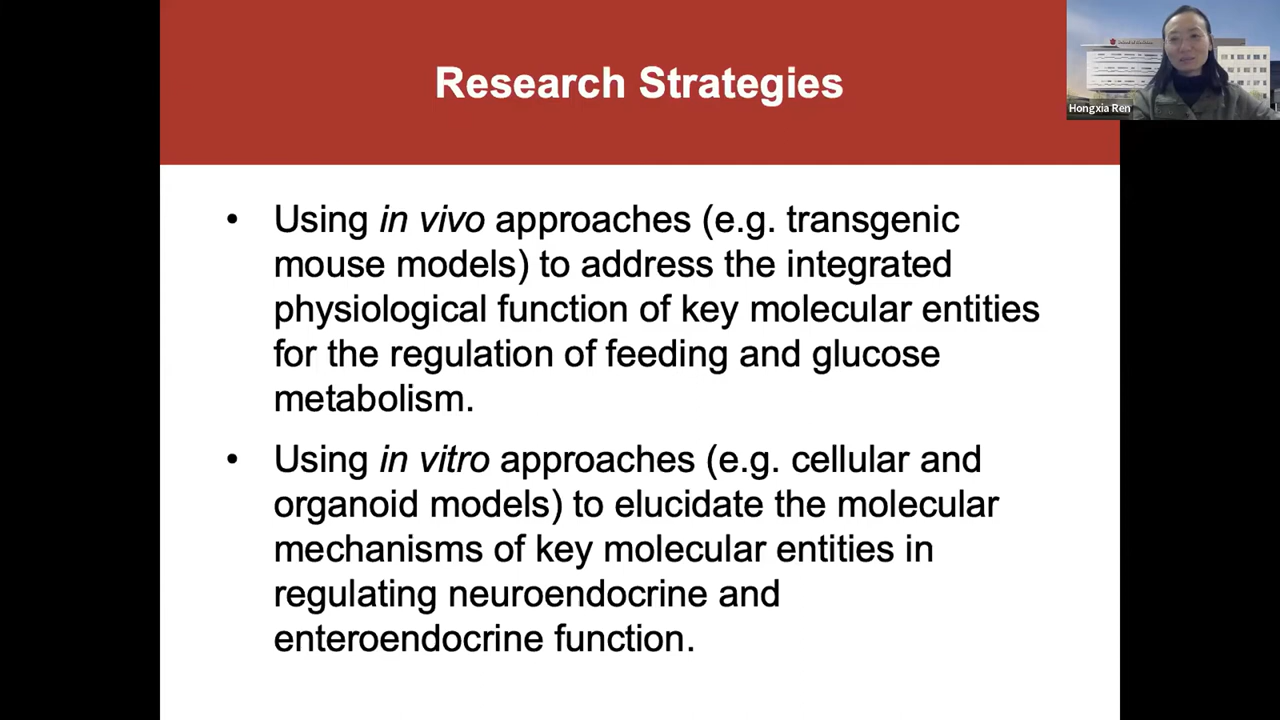 Research Strategies
Hongxia Ren
• Using in vivo approaches (e.g. transgenic
mouse models) to address the integrated
physiological function of key molecular entities
for the regulation of feeding and glucose
metabolism.
• Using in vitro approaches (e.g. cellular and
organoid models) to elucidate the molecular
mechanisms of key molecular entities in
regulating neuroendocrine and
enteroendocrine function.